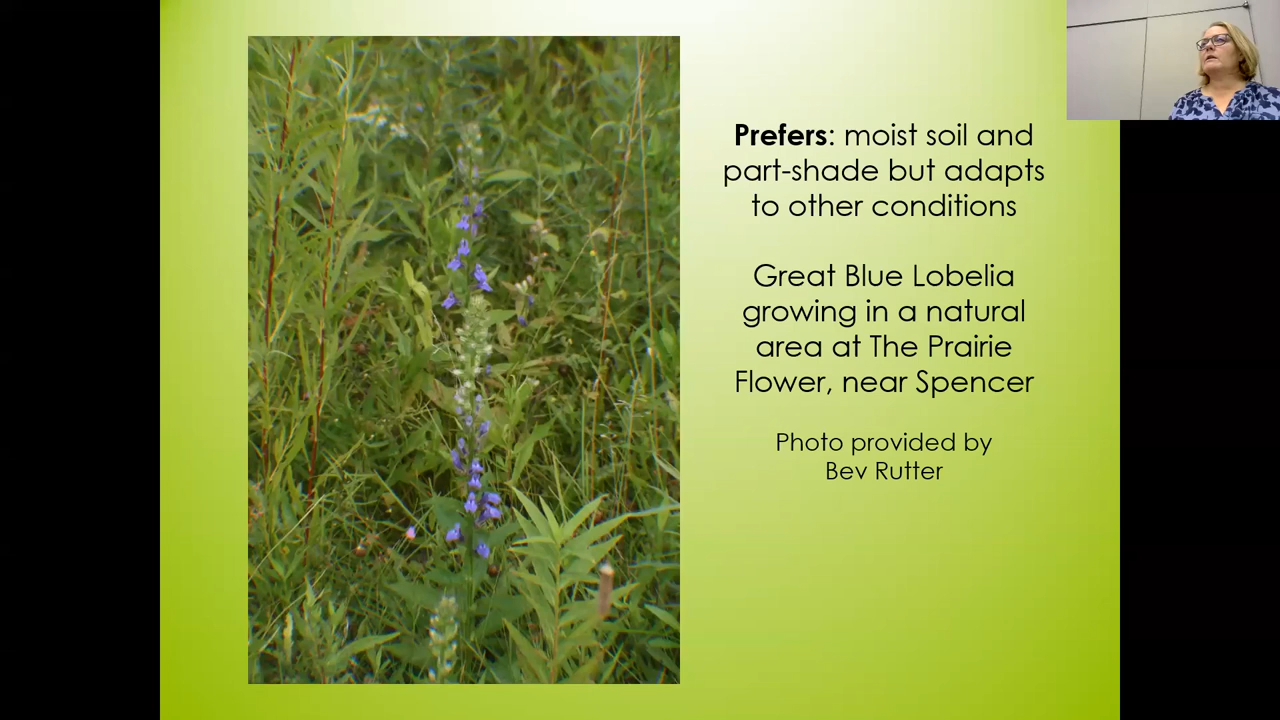 Prefers: moist soil and
part-shade but adapts
to other conditions
Great Blue Lobelia
growing in a natural
area at The Prairie
Flower, near Spencer
Photo provided by
Bev Rutter